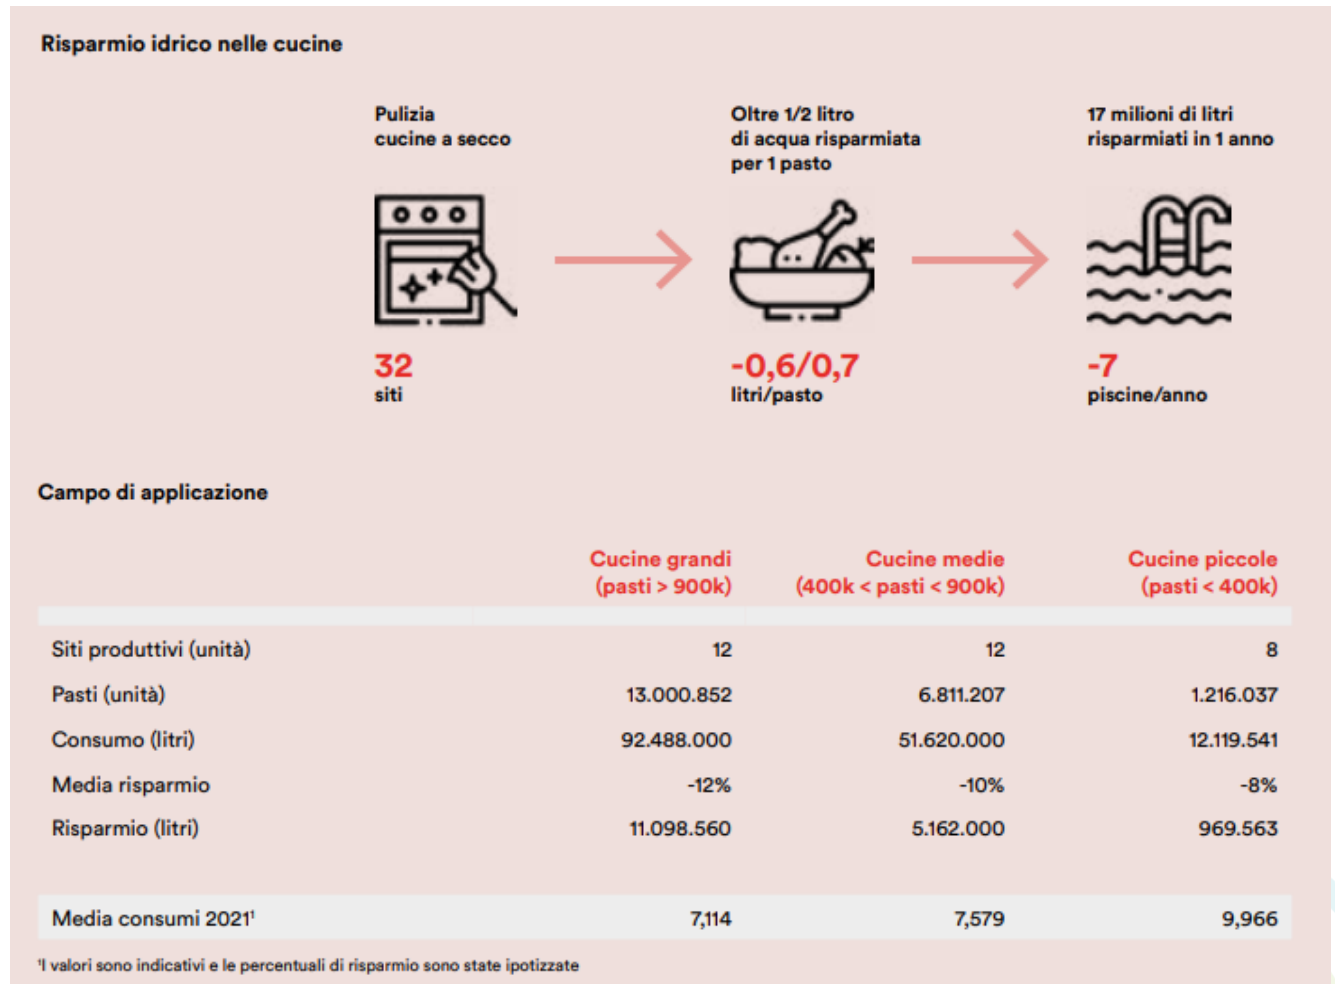 Risparmio idrico nelle cucine
Pulizia
cucine a secco
Oltre 1/2 litro
di acqua risparmiata
per 1 pasto
17 milioni di litri
risparmiati in 1 anno
32
siti
-0,6/0,7
litri/pasto
-7
piscine/anno
Campo di applicazione
Cucine grandi
(pasti > 900k)
Cucine medie
(400k < pasti < 900k)
Cucine piccole
(pasti < 400k)
Siti produttivi (unità) 12 12 8
Pasti (unità) 13.000.852 6.811.207 1.216.037
Consumo (litri) 92.488.000 51.620.000 12.119.541
Media risparmio -12% -10% -8%
Risparmio (litri) 11.098.560 5.162.000 969.563
Media consumi 2021¹ 7,114 7,579 9,966
¹I valori sono indicativi e le percentuali di risparmio sono state ipotizzate